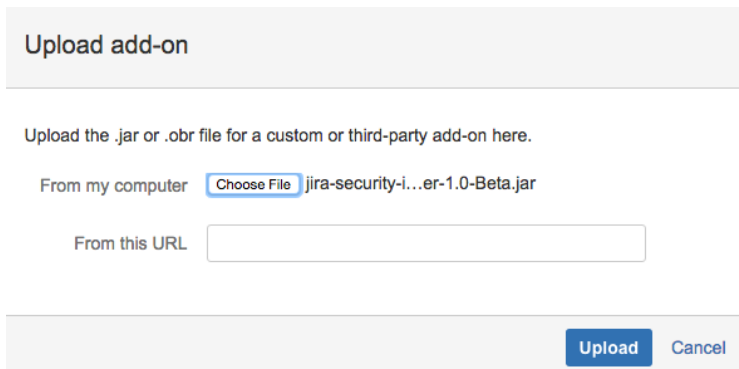 Upload add-on
Upload the .jar or .obr file for a custom or third-party add-on here.
From my computer Choose File jira-security-i...er-1.0-Beta.jar
From this URL
Upload Cancel